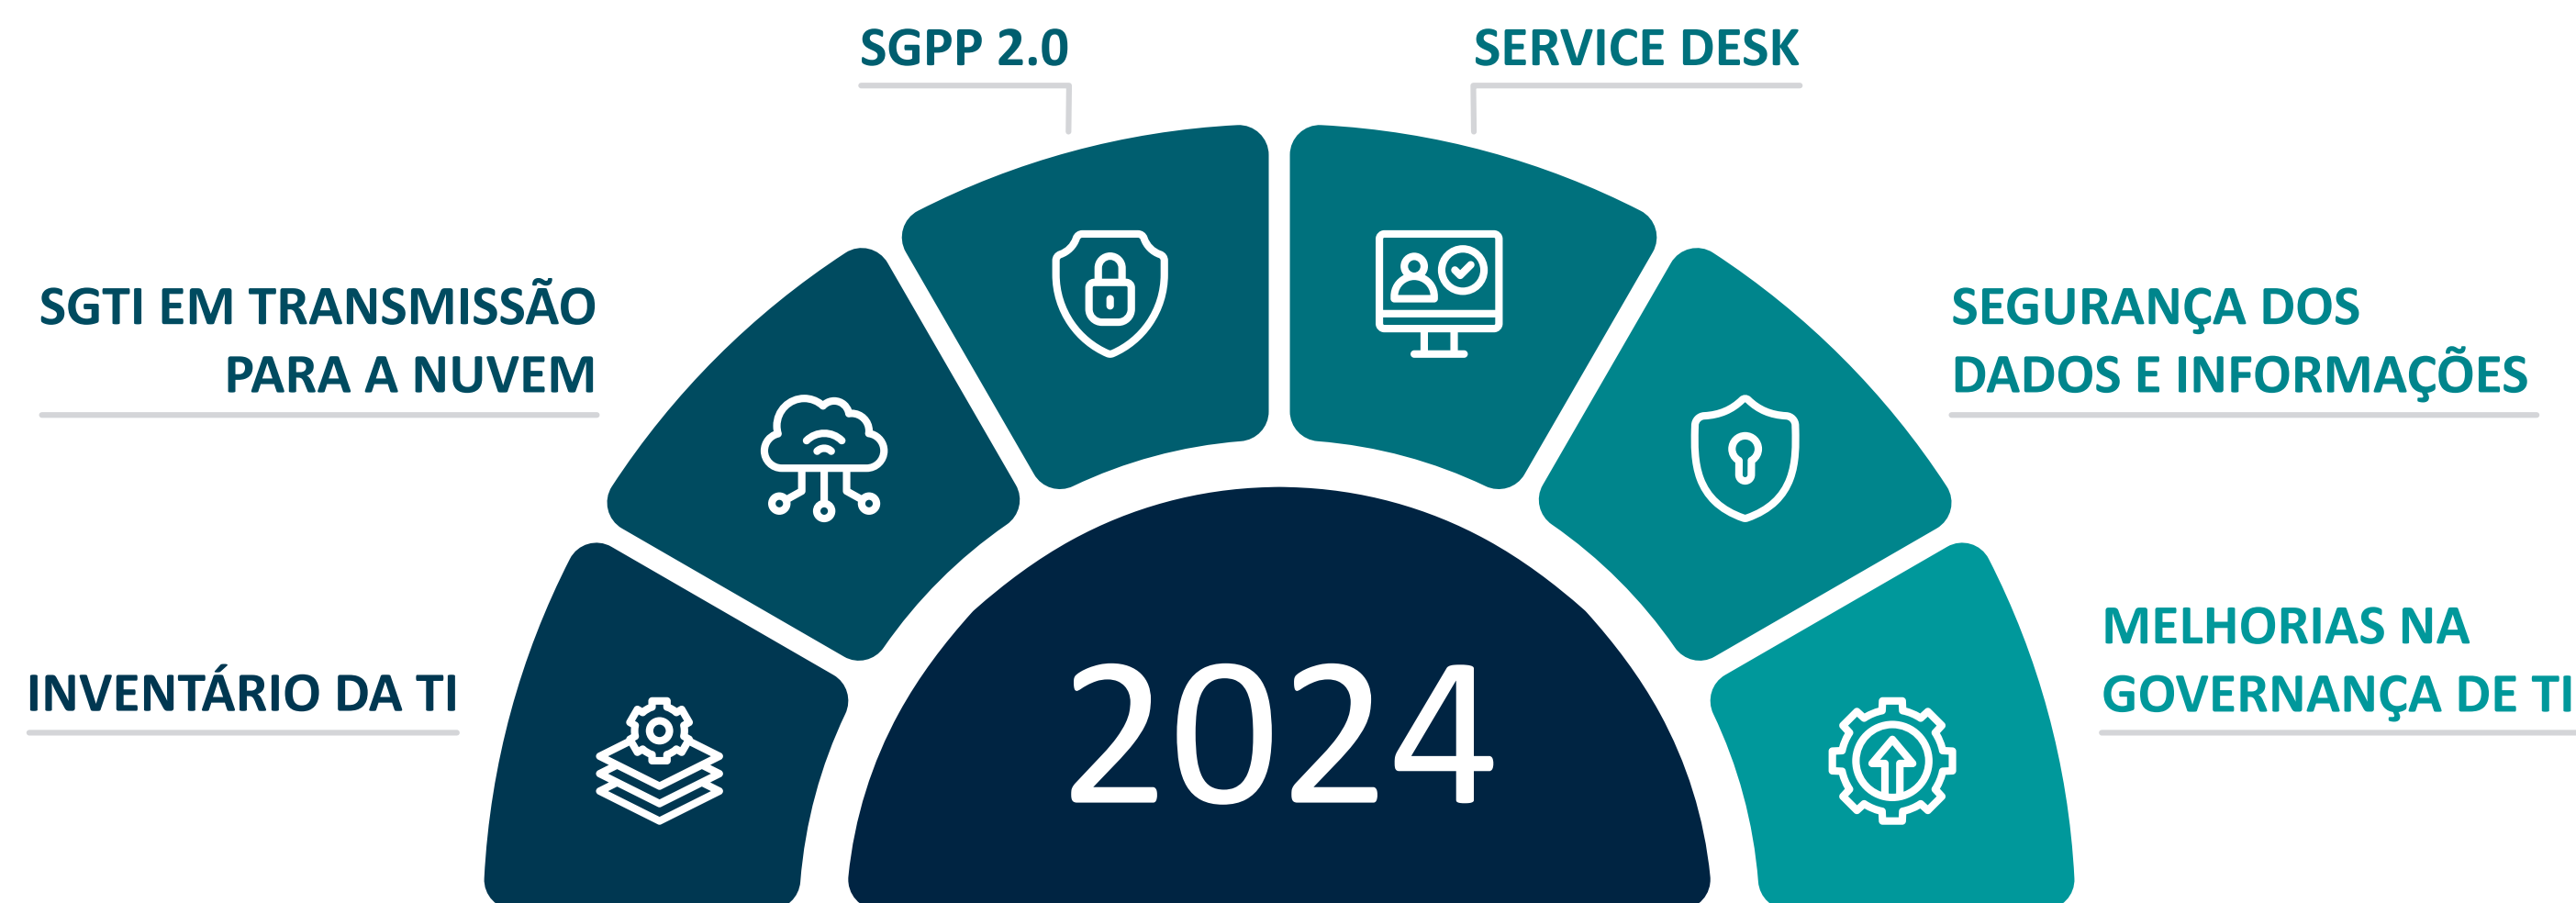 SGPP 2.0
SERVICE DESK
SGTI EM TRANSMISSÃO
PARA A NUVEM
SEGURANÇA DOS
DADOS E INFORMAÇÕES
INVENTÁRIO DA TI
MELHORIAS NA
GOVERNANÇA DE TI
2024